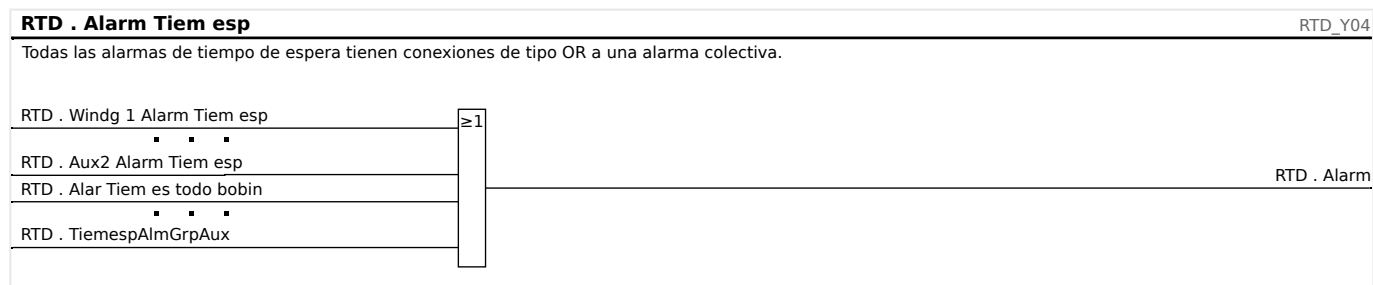 RTD . Alarm Tiem esp
RTD_Y04
Todas las alarmas de tiempo de espera tienen conexiones de tipo OR a una alarma colectiva.
RTD . Windg 1 Alarm Tiem esp
≥1
RTD . Aux2 Alarm Tiem esp
RTD . Alarm
RTD . Alar Tiem es todo bobin
RTD . TiemespAlmGrpAux